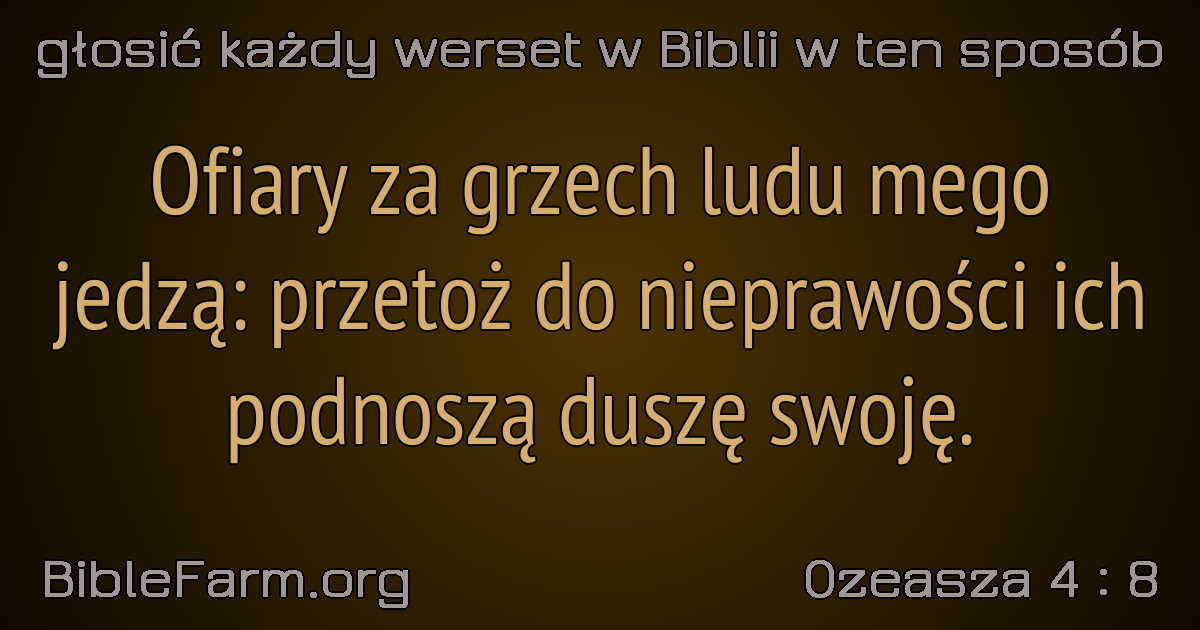 głosić każdy werset w Biblii w ten sposób
Ofiary za grzech ludu mego
jedzą: przetoż do nieprawości ich
podnoszą duszę swoję.
BibleFarm.org
Ozeasza 4 : 8